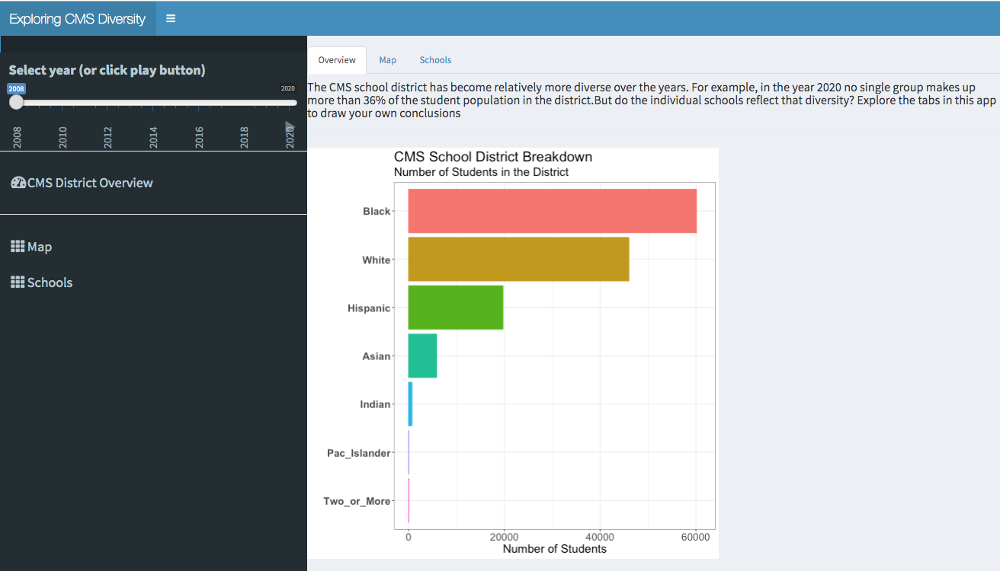 Exploring CMS Diversity
Select year (or click play button)
2008
2020
2008
2010
2012
2014
2016
2018
2020
CMS District Overview
Map
Schools
Overview
Map
Schools
The CMS school district has become relatively more diverse over the years. For example, in the year 2020 no single group makes up
more than 36% of the student population in the district.But do the individual schools reflect that diversity? Explore the tabs in this app
to draw your own conclusions
CMS School District Breakdown
Number of Students in the District
Black
White
Hispanic
Asian
Indian
Pac_Islander
Two_or_More
0
20000
40000
60000
Number of Students